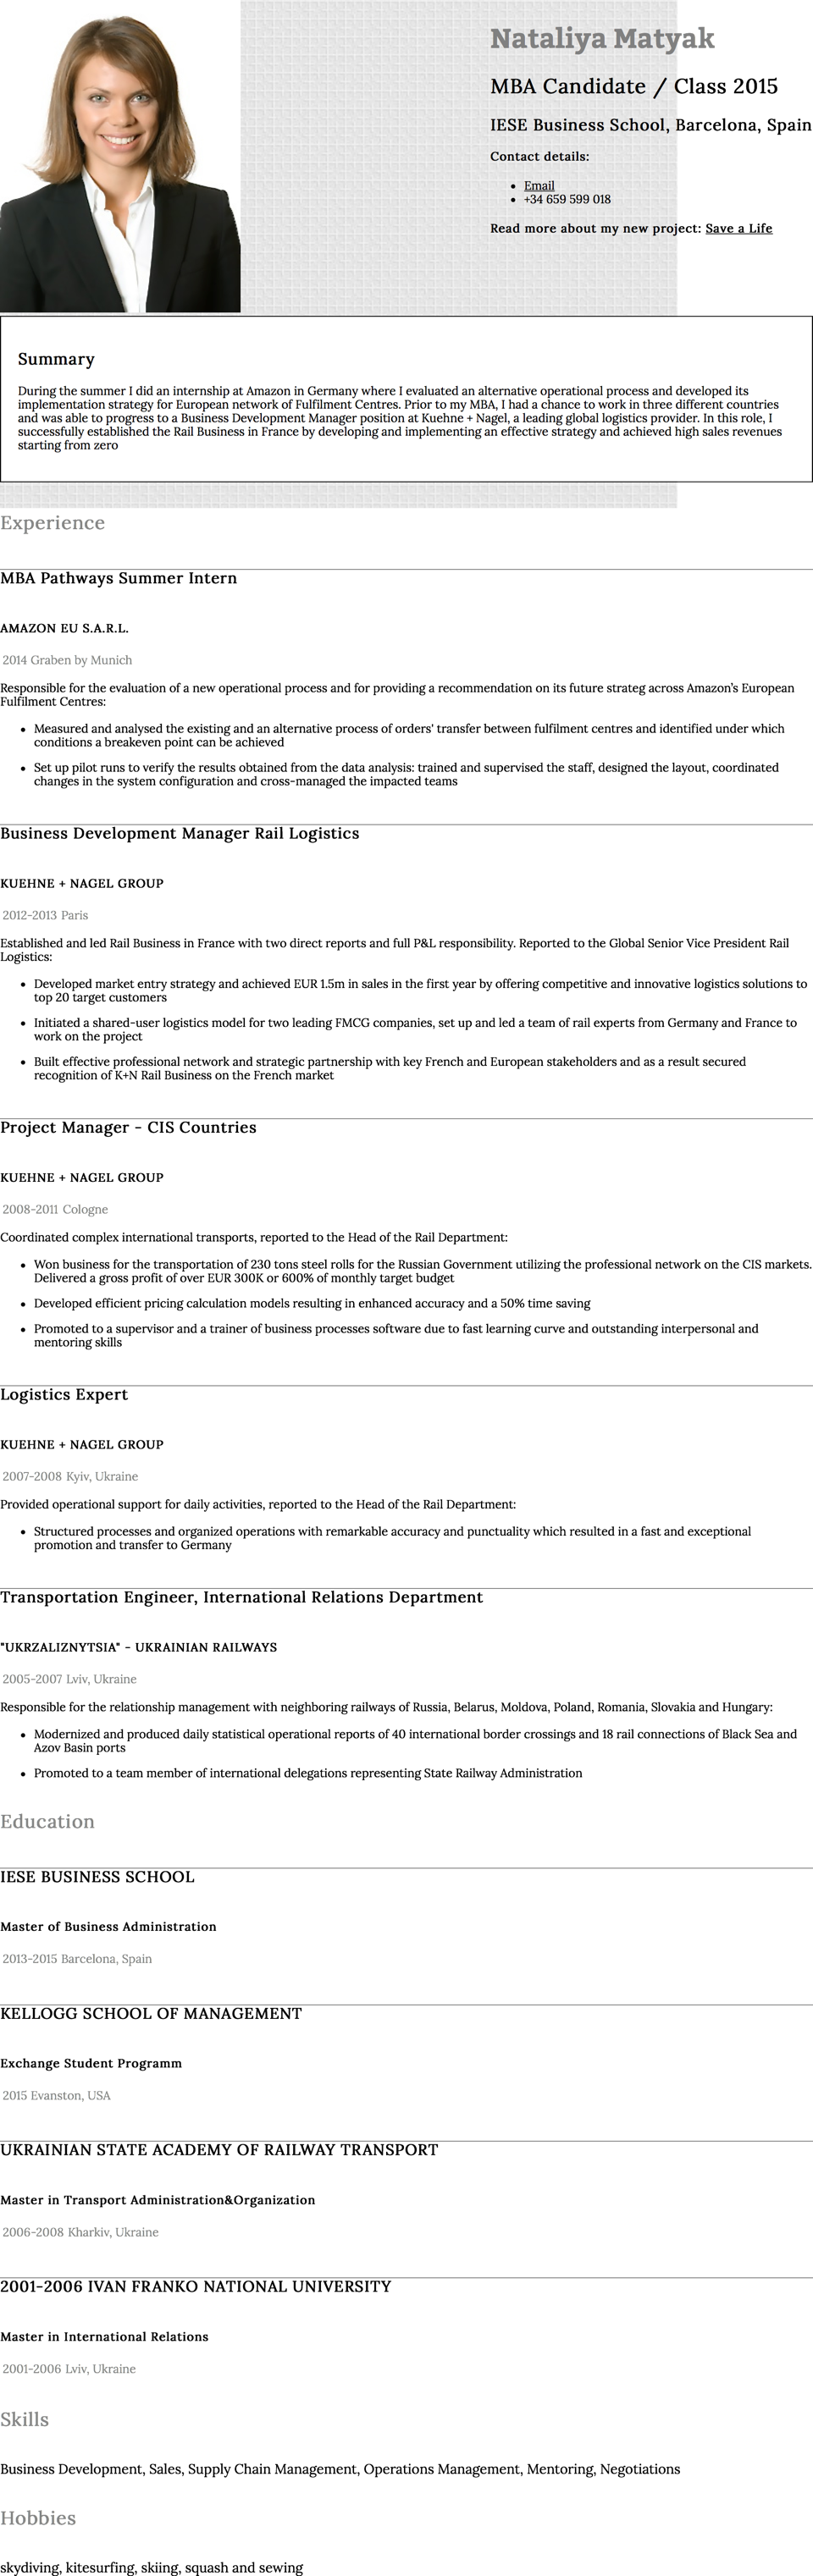 Nataliya Matyak
MBA Candidate / Class 2015
IESE Business School, Barcelona, Spain
Contact details:
• Email
• +34 659 599 018
Read more about my new project: Save a Life
Summary
During the summer I did an internship at Amazon in Germany where I evaluated an alternative operational process and developed its
implementation strategy for European network of Fulfilment Centres. Prior to my MBA, I had a chance to work in three different countries
and was able to progress to a Business Development Manager position at Kuehne + Nagel, a leading global logistics provider. In this role, I
successfully established the Rail Business in France by developing and implementing an effective strategy and achieved high sales revenues
starting from zero
Experience
MBA Pathways Summer Intern
AMAZON EU S.A.R.L.
2014 Graben by Munich
Responsible for the evaluation of a new operational process and for providing a recommendation on its future strateg across Amazon's European
Fulfilment Centres:
• Measured and analysed the existing and an alternative process of orders' transfer between fulfilment centres and identified under which
conditions a breakeven point can be achieved
• Set up pilot runs to verify the results obtained from the data analysis: trained and supervised the staff, designed the layout, coordinated
changes in the system configuration and cross-managed the impacted teams
Business Development Manager Rail Logistics
KUEHNE + NAGEL GROUP
2012-2013 Paris
Established and led Rail Business in France with two direct reports and full P&L responsibility. Reported to the Global Senior Vice President Rail
Logistics:
• Developed market entry strategy and achieved EUR 1.5m in sales in the first year by offering competitive and innovative logistics solutions to
top 20 target customers
• Initiated a shared-user logistics model for two leading FMCG companies, set up and led a team of rail experts from Germany and France to
work on the project
• Built effective professional network and strategic partnership with key French and European stakeholders and as a result secured
recognition of K+N Rail Business on the French market
Project Manager - CIS Countries
KUEHNE + NAGEL GROUP
2008-2011 Cologne
Coordinated complex international transports, reported to the Head of the Rail Department:
• Won business for the transportation of 230 tons steel rolls for the Russian Government utilizing the professional network on the CIS markets.
Delivered a gross profit of over EUR 300K or 600% of monthly target budget
• Developed efficient pricing calculation models resulting in enhanced accuracy and a 50% time saving
• Promoted to a supervisor and a trainer of business processes software due to fast learning curve and outstanding interpersonal and
mentoring skills
Logistics Expert
KUEHNE + NAGEL GROUP
2007-2008 Kyiv, Ukraine
Provided operational support for daily activities, reported to the Head of the Rail Department:
• Structured processes and organized operations with remarkable accuracy and punctuality which resulted in a fast and exceptional
promotion and transfer to Germany
Transportation Engineer, International Relations Department
"UKRZALIZNYTSIA" - UKRAINIAN RAILWAYS
2005-2007 Lviv, Ukraine
Responsible for the relationship management with neighboring railways of Russia, Belarus, Moldova, Poland, Romania, Slovakia and Hungary:
• Modernized and produced daily statistical operational reports of 40 international border crossings and 18 rail connections of Black Sea and
Azov Basin ports
• Promoted to a team member of international delegations representing State Railway Administration
Education
IESE BUSINESS SCHOOL
Master of Business Administration
2013-2015 Barcelona, Spain
KELLOGG SCHOOL OF MANAGEMENT
Exchange Student Programm
2015 Evanston, USA
UKRAINIAN STATE ACADEMY OF RAILWAY TRANSPORT
Master in Transport Administration&Organization
2006-2008 Kharkiv, Ukraine
2001-2006 IVAN FRANKO NATIONAL UNIVERSITY
Master in International Relations
2001-2006 Lviv, Ukraine
Skills
Business Development, Sales, Supply Chain Management, Operations Management, Mentoring, Negotiations
Hobbies
skydiving, kitesurfing, skiing, squash and sewing